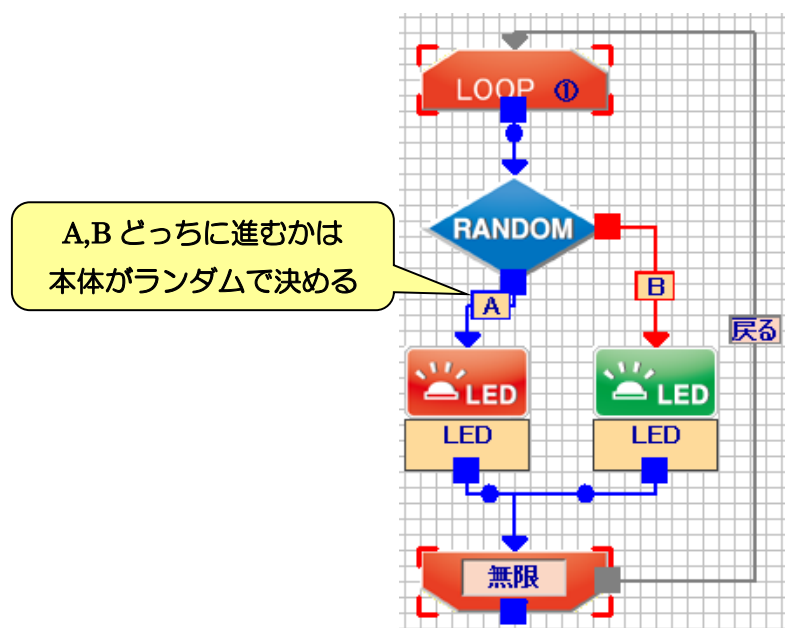 LOOP ①
RANDOM
A,B どっちに進むかは
本体がランダムで決める
A
B
戻る
LED
LED
LED
LED
無限